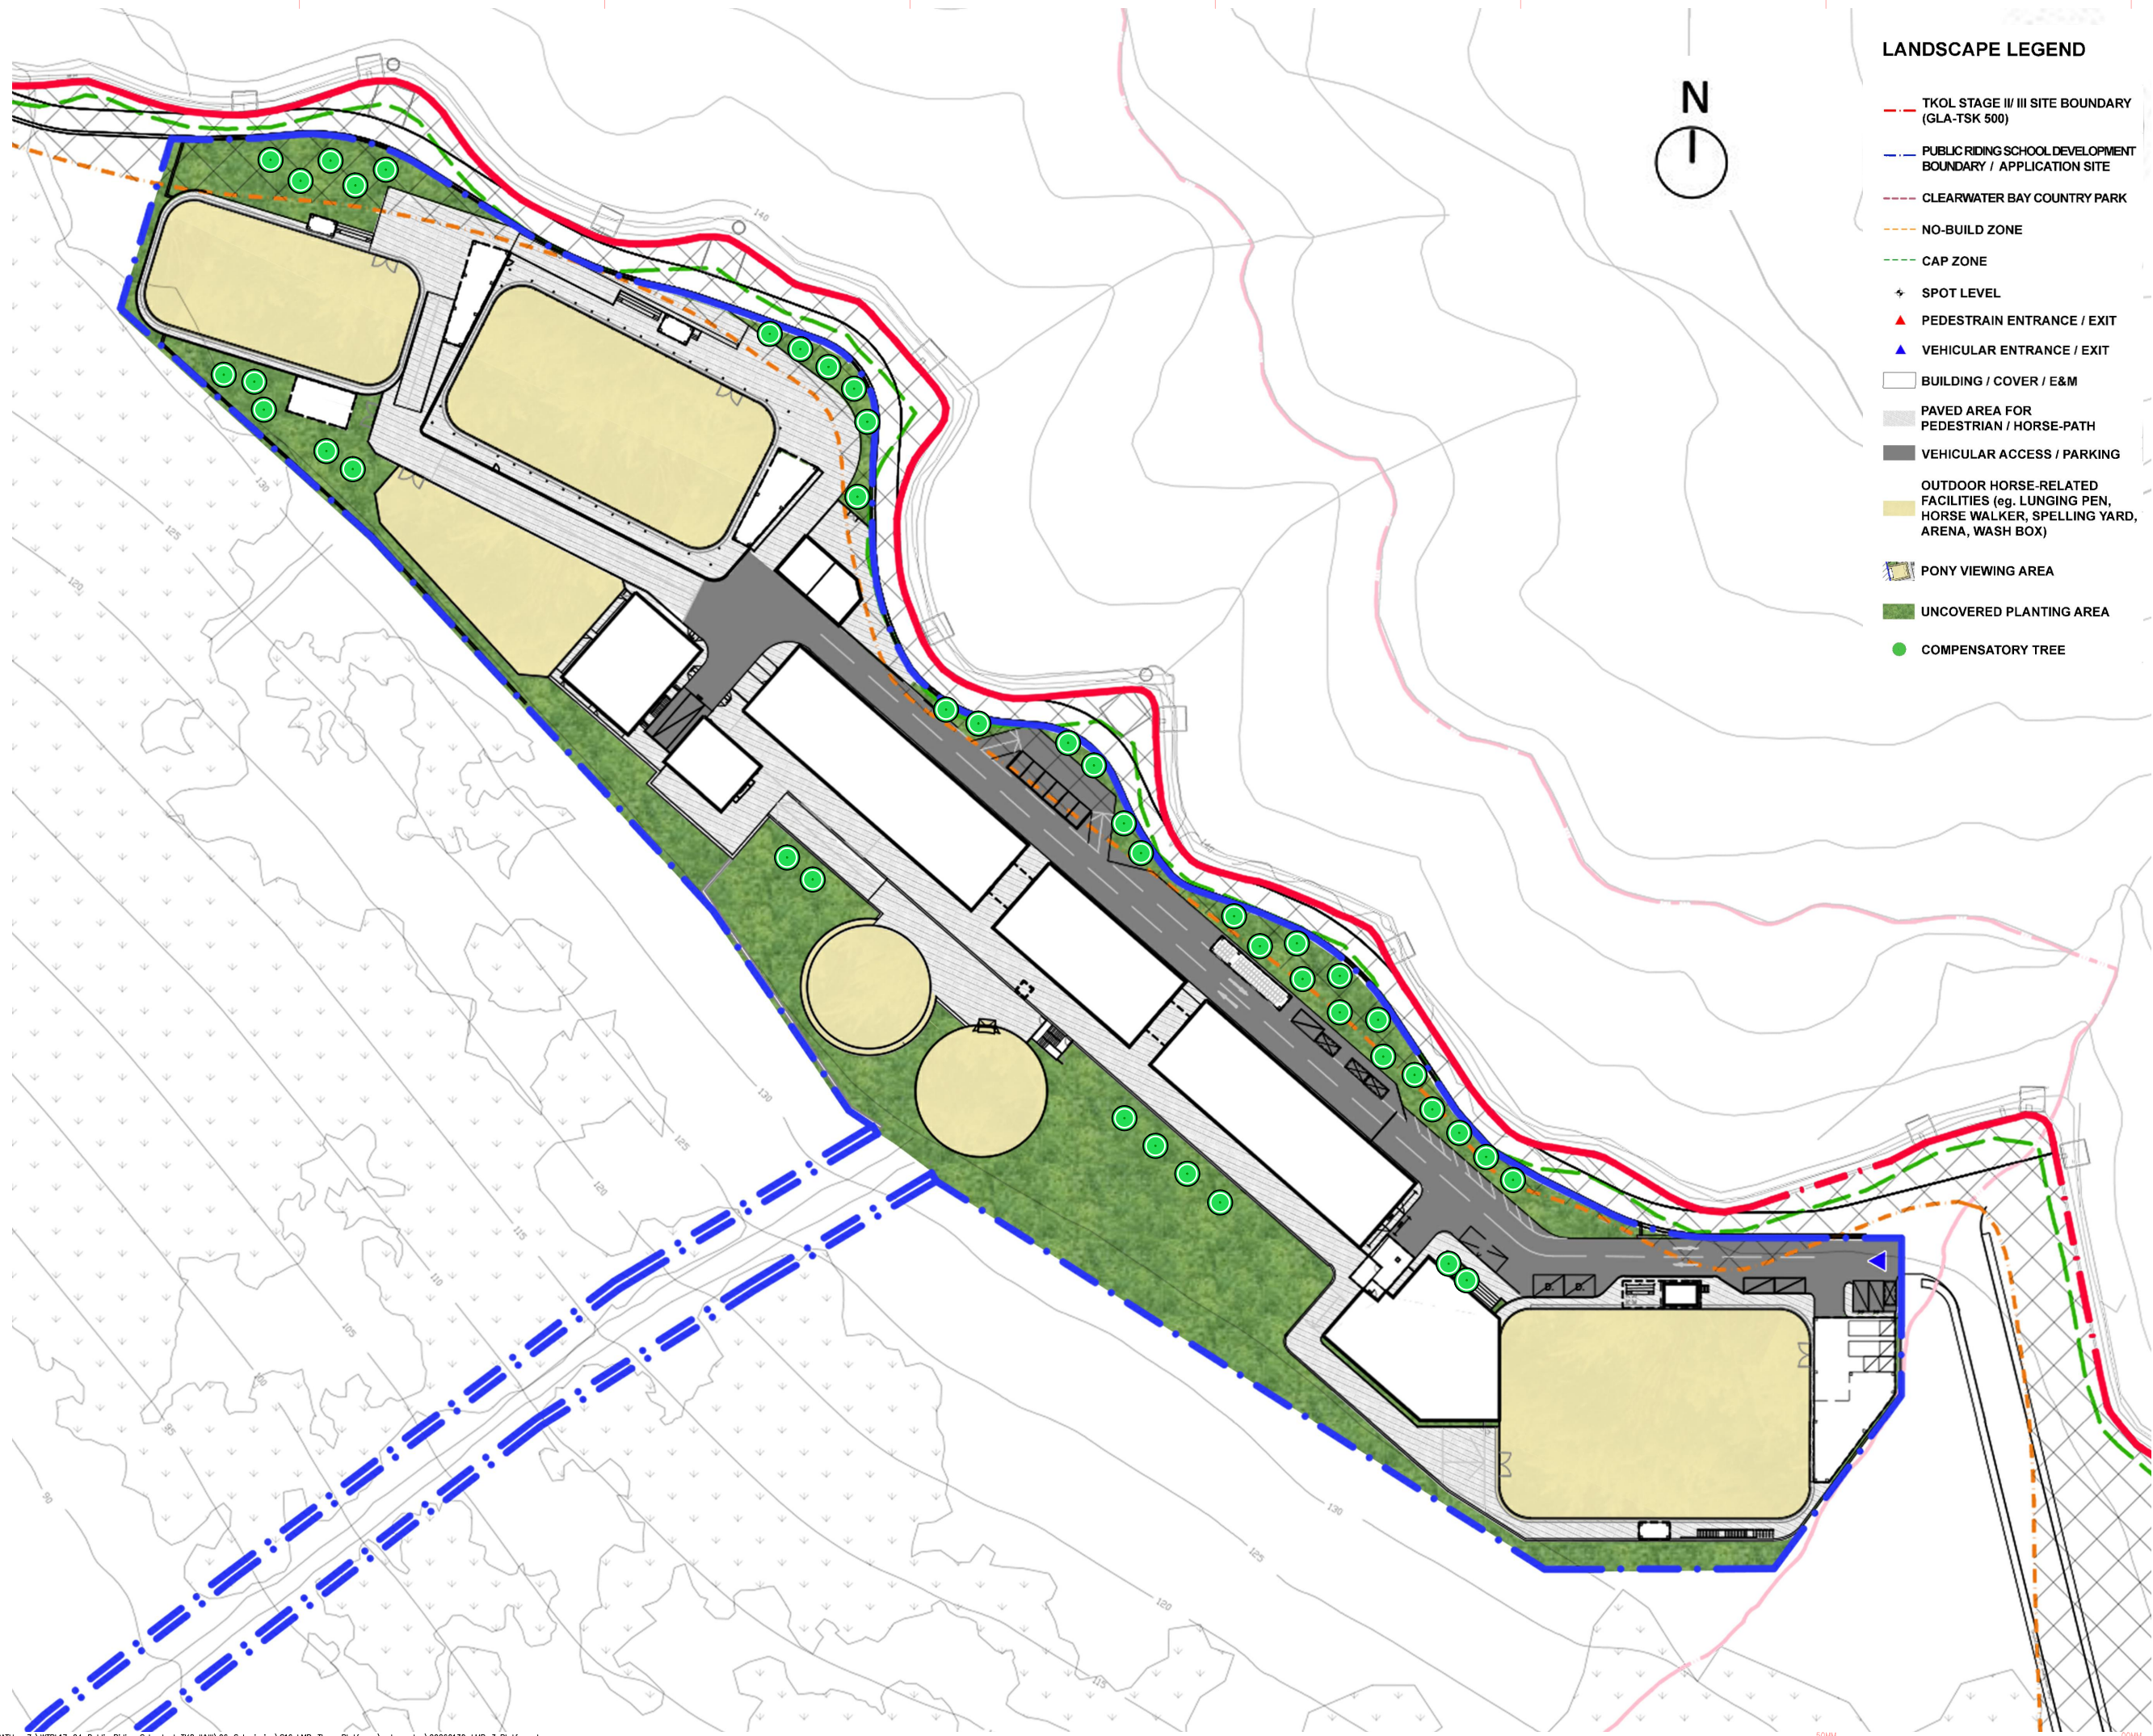 LANDSCAPE LEGEND
N
TKOL STAGE II/ III SITE BOUNDARY
(GLA-TSK 500)
PUBLIC RIDING SCHOOL DEVELOPMENT
BOUNDARY / APPLICATION SITE
CLEARWATER BAY COUNTRY PARK
NO-BUILD ZONE
CAP ZONE
SPOT LEVEL
PEDESTRAIN ENTRANCE / EXIT
VEHICULAR ENTRANCE / EXIT
BUILDING / COVER / E&M
PAVED AREA FOR
PEDESTRIAN / HORSE-PATH
VEHICULAR ACCESS / PARKING
OUTDOOR HORSE-RELATED
FACILITIES (eg. LUNGING PEN,
HORSE WALKER, SPELLING YARD,
ARENA, WASH BOX)
PONY VIEWING AREA
UNCOVERED PLANTING AREA
COMPENSATORY TREE
140
130
125
120
140
130
125
120
115
110
105
100
95
90
130
125
120
115
50MM